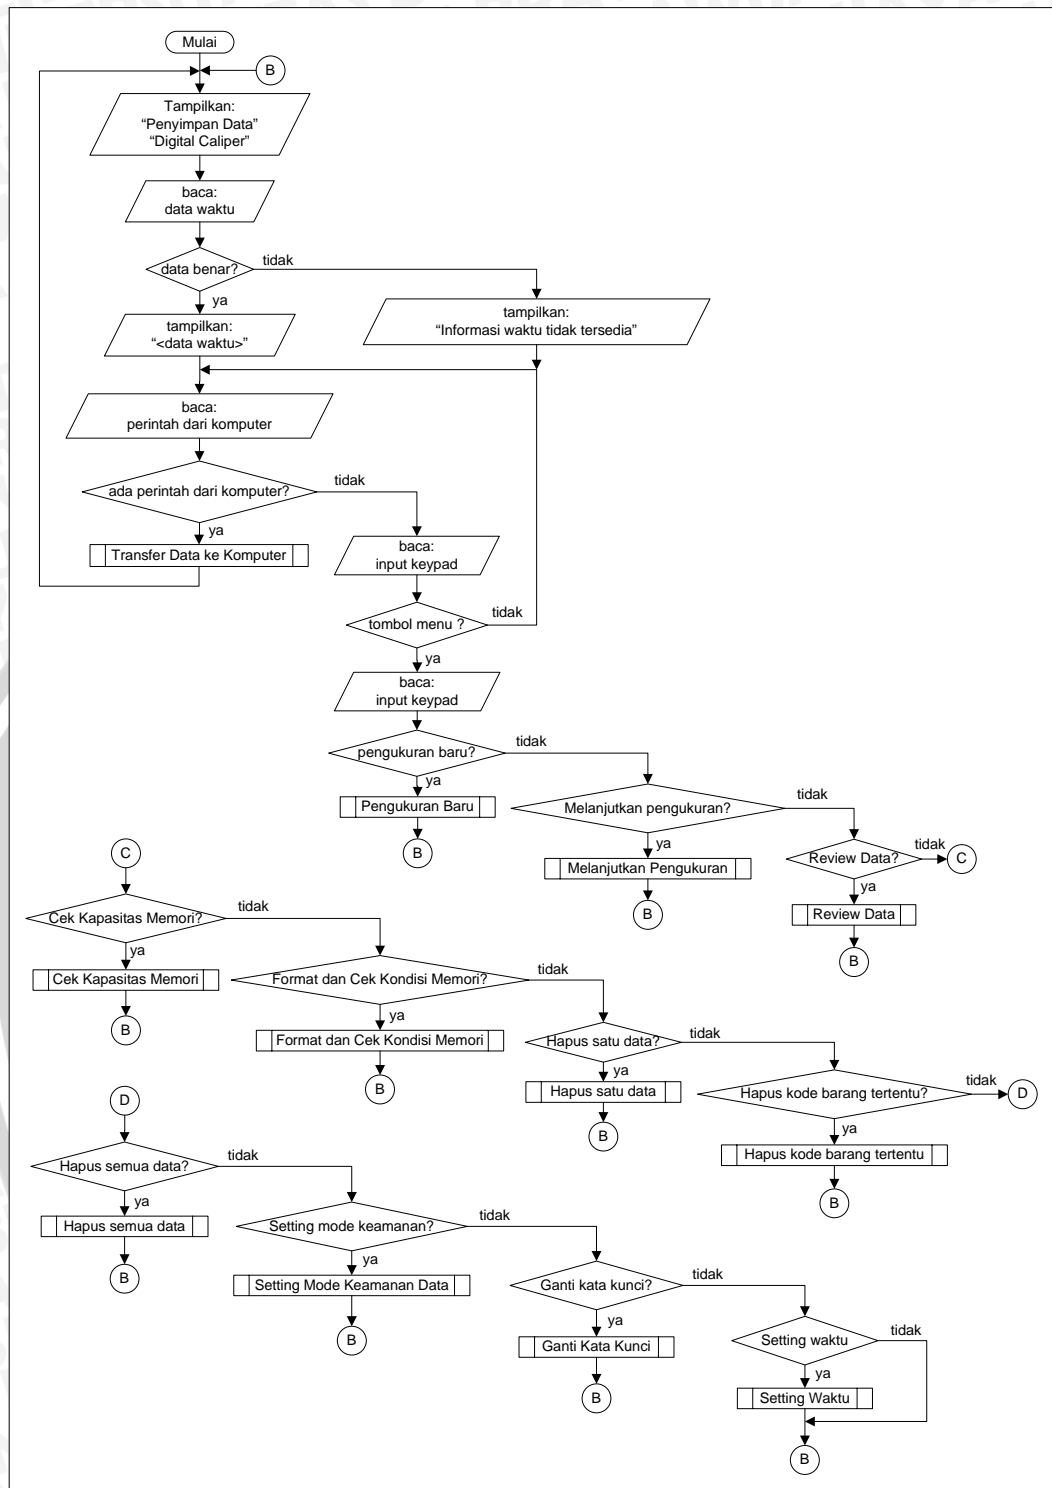 Mulai
B
Tampilkan:
“Penyimpan Data”
“Digital Caliper”
baca:
data waktu
data benar?
tidak
ya
tampilkan:
“<data waktu>”
tampilkan:
“Informasi waktu tidak tersedia”
baca:
perintah dari komputer
ada perintah dari komputer?
tidak
ya
Transfer Data ke Komputer
baca:
input keypad
tombol menu ?
tidak
ya
baca:
input keypad
pengukuran baru?
tidak
ya
Pengukuran Baru
B
Melanjutkan pengukuran?
tidak
ya
Melanjutkan Pengukuran
B
Review Data?
tidak
C
ya
Review Data
B
C
Cek Kapasitas Memori?
tidak
ya
Cek Kapasitas Memori
B
Format dan Cek Kondisi Memori?
tidak
ya
Format dan Cek Kondisi Memori
B
Hapus satu data?
tidak
ya
Hapus satu data
B
Hapus kode barang tertentu?
tidak
D
ya
Hapus kode barang tertentu
B
D
Hapus semua data?
tidak
ya
Hapus semua data
B
Setting mode keamanan?
tidak
ya
Setting Mode Keamanan Data
B
Ganti kata kunci?
tidak
ya
Ganti Kata Kunci
B
Setting waktu
tidak
ya
Setting Waktu
B